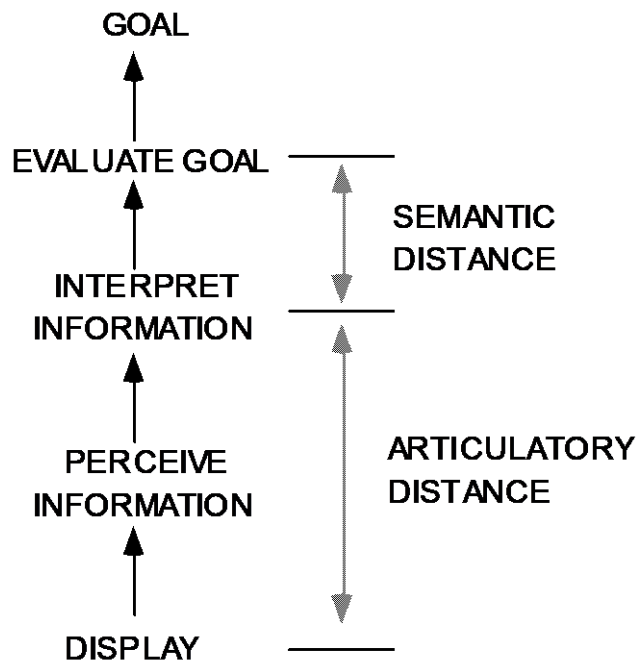 GOAL
EVALUATE GOAL
SEMANTIC
DISTANCE
INTERPRET
INFORMATION
ARTICULATORY
DISTANCE
PERCEIVE
INFORMATION
DISPLAY